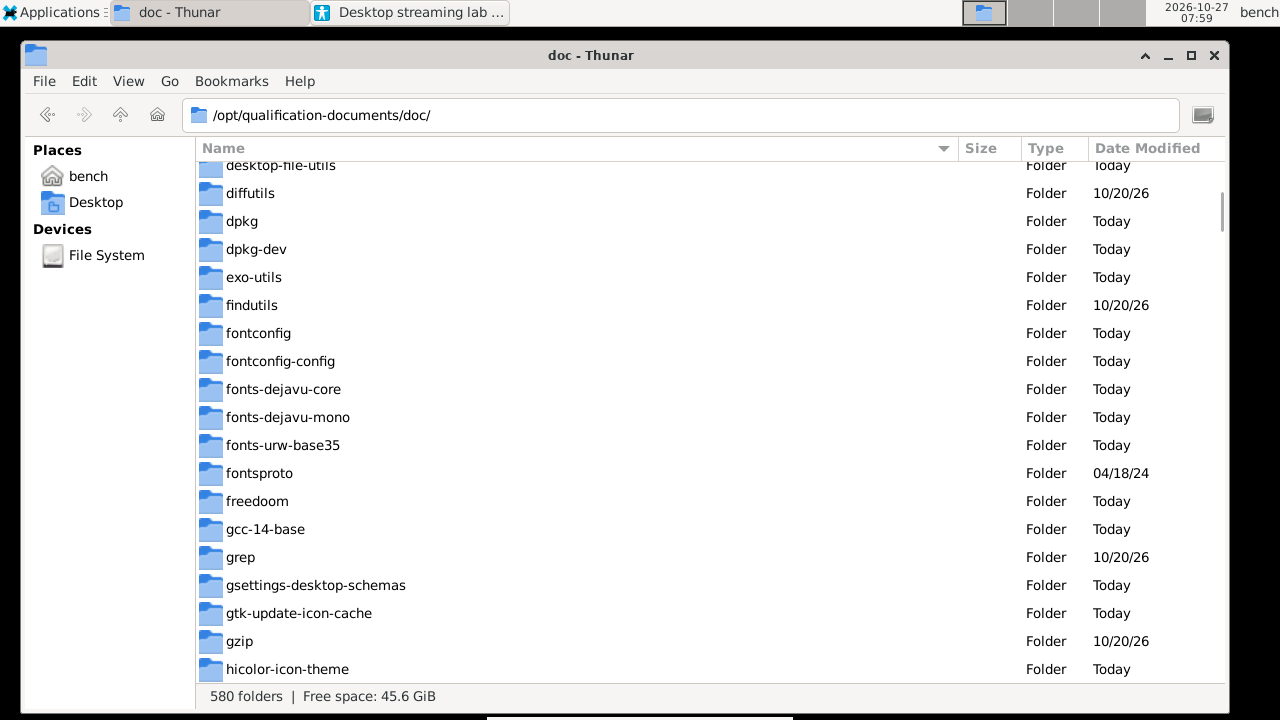 Applications
doc - Thunar
Desktop streaming lab ...
2026-10-27
07:59
bench
doc - Thunar
File Edit View Go Bookmarks Help
/opt/qualification-documents/doc/
Places
bench
Desktop
Devices
File System
Name Size Type Date Modified
desktop-file-utils Folder Today
diffutils Folder 10/20/26
dpkg Folder Today
dpkg-dev Folder Today
exo-utils Folder Today
findutils Folder 10/20/26
fontconfig Folder Today
fontconfig-config Folder Today
fonts-dejavu-core Folder Today
fonts-dejavu-mono Folder Today
fonts-urw-base35 Folder Today
fontsproto Folder 04/18/24
freedoom Folder Today
gcc-14-base Folder Today
grep Folder 10/20/26
gsettings-desktop-schemas Folder Today
gtk-update-icon-cache Folder Today
gzip Folder 10/20/26
hicolor-icon-theme Folder Today
580 folders | Free space: 45.6 GiB